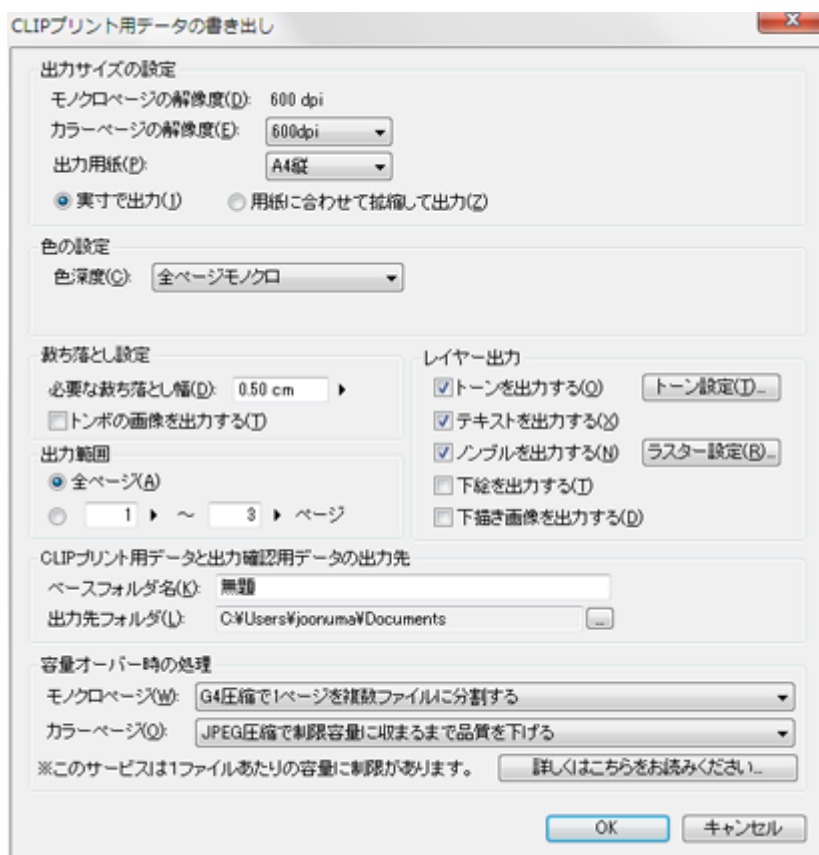 CLIPプリント用データの書き出し
出力サイズの設定
モノクロページの解像度(D): 600 dpi
カラーページの解像度(E): 600dpi
出力用紙(P): A4縦
実寸で出力(1) 用紙に合わせて拡縮して出力(Z)
色の設定
色深度(C): 全ページモノクロ
裁ち落とし設定
必要な裁ち落とし幅(D): 0.50 cm
トンボの画像を出力する(T)
出力範囲
全ページ(A)
1 ～ 3 ページ
レイヤー出力
トーンを出力する(O) トーン設定(T)...
テキストを出力する(X)
ノンブルを出力する(N) ラスター設定(R)...
下絵を出力する(T)
下描き画像を出力する(D)
CLIPプリント用データと出力確認用データの出力先
ベースフォルダ名(K): 無題
出力先フォルダ(L): C:¥Users¥joonuma¥Documents ...
容量オーバー時の処理
モノクロページ(W): G4圧縮で1ページを複数ファイルに分割する
カラーページ(O): JPEG圧縮で制限容量に収まるまで品質を下げる
※このサービスは1ファイルあたりの容量に制限があります。 詳しくはこちらをお読みください...
OK キャンセル